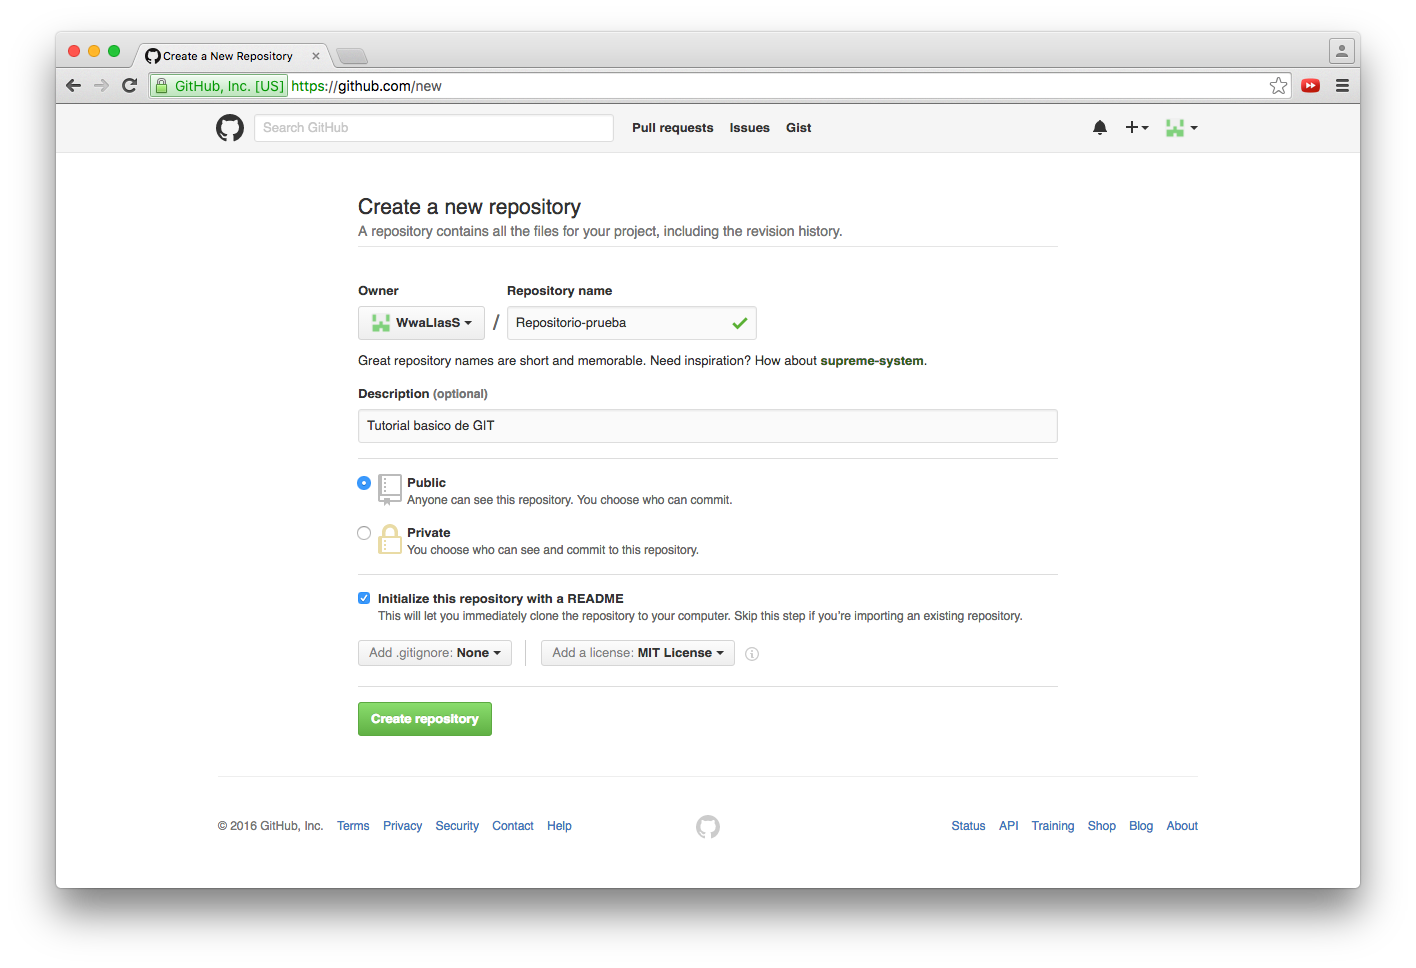 Create a New Repository
GitHub, Inc. [US] https://github.com/new
Search GitHub Pull requests Issues Gist
Create a new repository
A repository contains all the files for your project, including the revision history.
Owner Repository name
WwaLlasS / Repositorio-prueba
Great repository names are short and memorable. Need inspiration? How about supreme-system.
Description (optional)
Tutorial basico de GIT
Public
Anyone can see this repository. You choose who can commit.
Private
You choose who can see and commit to this repository.
Initialize this repository with a README
This will let you immediately clone the repository to your computer. Skip this step if you're importing an existing repository.
Add .gitignore: None Add a license: MIT License
Create repository
© 2016 GitHub, Inc. Terms Privacy Security Contact Help Status API Training Shop Blog About